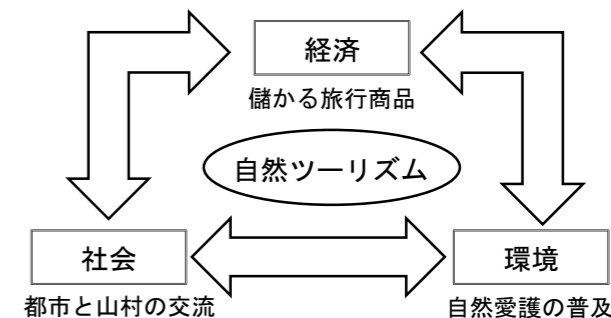 経済
儲かる旅行商品
自然ツーリズム
社会
環境
都市と山村の交流
自然愛護の普及